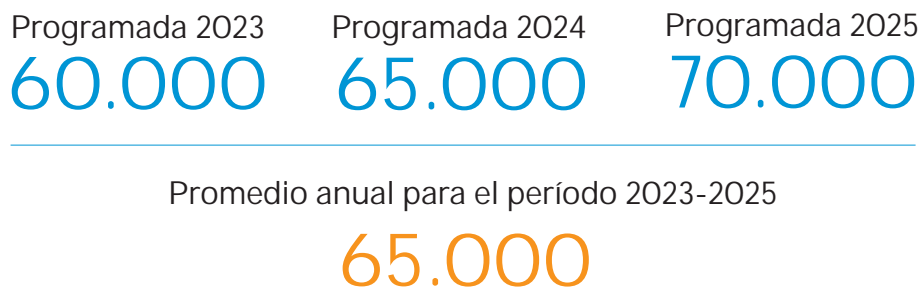 Programada 2023 Programada 2024 Programada 2025
60.000 65.000 70.000
Promedio anual para el período 2023-2025
65.000